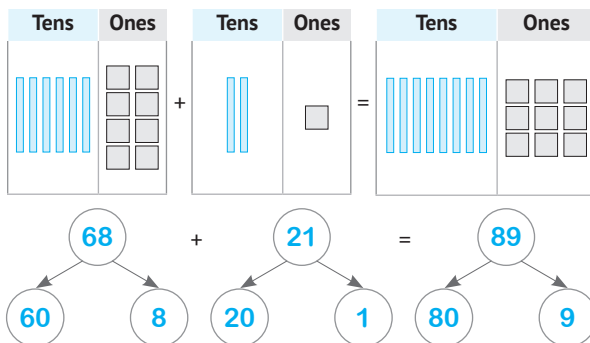 Tens Ones Tens Ones Tens Ones
+ =
68 + 21 = 89
60 8 20 1 80 9